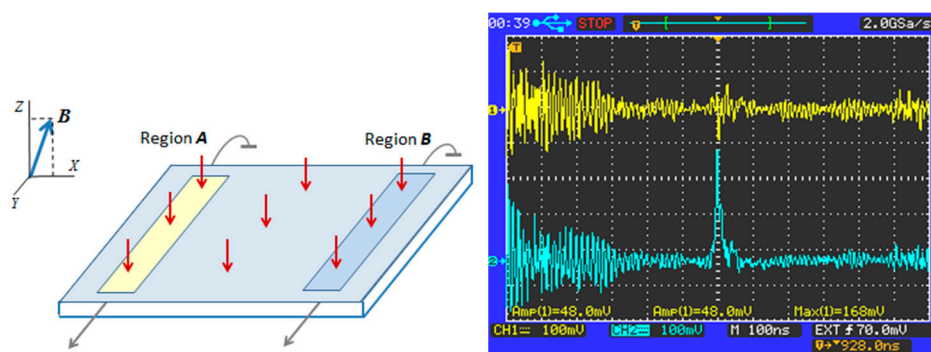 Z
B
X
Y
Region A
Region B
00:39 STOP 2.0GSa/s
T
1
2
Amp(1)=48.0mV Amp(1)=48.0mV Max(1)=168mV
CH1 100mV CH2 100mV M 100ns EXT 70.0mV
928.0ns